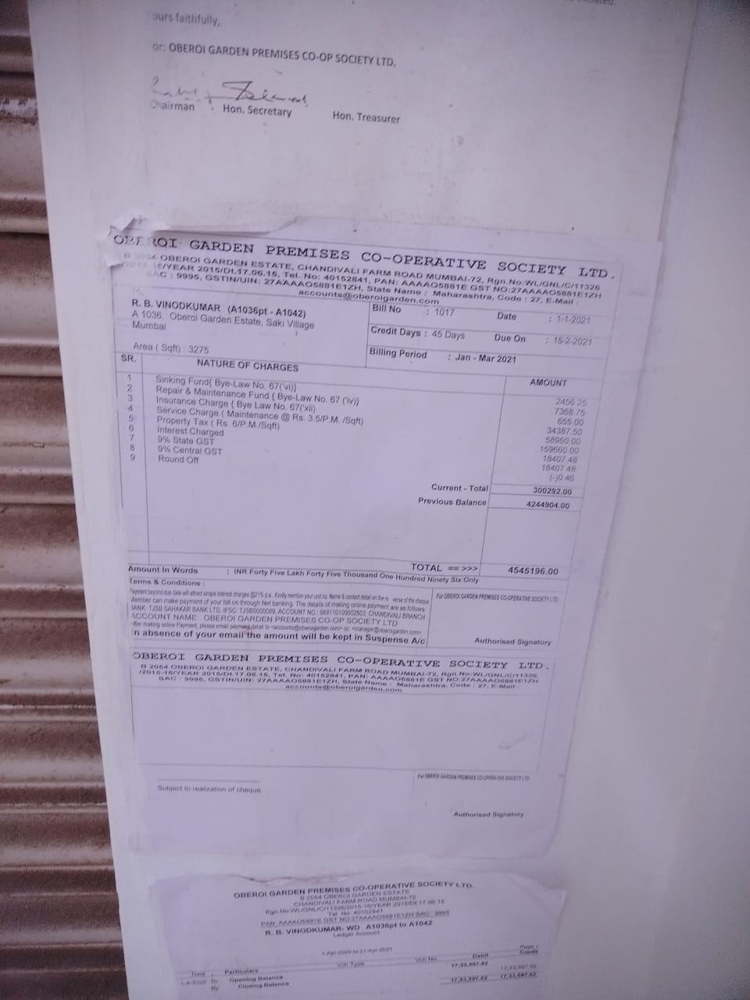 ours faithfully,
or: OBEROI GARDEN PREMISES CO-OP SOCIETY LTD.
Chairman Hon. Secretary Hon. Treasurer
OBEROI GARDEN PREMISES CO-OPERATIVE SOCIETY LTD.
B 2054 OBEROI GARDEN ESTATE, CHANDIVALI FARM ROAD MUMBAI-72, Rgn.No:WL/GNL/C/11326
/2015-16/YEAR 2015/Dt.17.06.15, Tel. No: 40152841, PAN: AAAAO5881E GST NO:27AAAAO5881E1ZH
SAC : 9995, GSTIN/UIN: 27AAAAO5881E1ZH, State Name : Maharashtra, Code : 27, E-Mail :
accounts@oberoigarden.com
R. B. VINODKUMAR (A1036pt - A1042)
A 1036, Oberoi Garden Estate, Saki Village
Mumbai
Area ( Sqft) : 3275
Bill No : 1017 Date : 1-1-2021
Credit Days : 45 Days Due On : 15-2-2021
Billing Period : Jan - Mar 2021
SR. NATURE OF CHARGES AMOUNT
1 Sinking Fund{ Bye-Law No. 67('vi)} 2456.25
2 Repair & Maintenance Fund { Bye-Law No. 67 ('iv)} 7368.75
3 Insurance Charge { Bye Law No. 67('xii) 655.00
4 Service Charge ( Maintenance @ Rs. 3.5/P.M. /Sqft) 34387.50
5 Property Tax ( Rs. 6/P.M./Sqft) 58950.00
6 Interest Charged 159660.00
7 9% State GST 18407.48
8 9% Central GST 18407.48
9 Round Off (-)0.46
Current - Total 300292.00
Previous Balance 4244904.00
TOTAL == >>> 4545196.00
Amount In Words : INR Forty Five Lakh Forty Five Thousand One Hundred Ninety Six Only
Terms & Conditions :
Payment beyond due date will attract simple interest charges @21% p.a. Kindly mention your unit no. Name & contact detail on the re verse of the cheque
Member can make payment of your bill on through Net banking. The details of making online payment are as follows
BANK: TJSB SAHAKAR BANK LTD, IFSC: TJSB0000089, ACCOUNT NO.: 089110100002503, CHANDIVALI BRANCH
ACCOUNT NAME : OBEROI GARDEN PREMISES CO-OP SOCIETY LTD
After making online Payment, please email payment detail to <accounts@oberoigarden.com> cc: <manager@oberoigarden.com>
n absence of your email the amount will be kept in Suspense A/c
For OBEROI GARDEN PREMISES CO-OPERATIVE SOCIETY LTD.
Authorised Signatory
OBEROI GARDEN PREMISES CO-OPERATIVE SOCIETY LTD.
B 2054 OBEROI GARDEN ESTATE, CHANDIVALI FARM ROAD MUMBAI-72, Rgn.No:WL/GNL/C/11326
/2015-16/YEAR 2015/Dt.17.06.15, Tel. No: 40152841, PAN: AAAAO5881E GST NO:27AAAAO5881E1ZH
SAC : 9995, GSTIN/UIN: 27AAAAO5881E1ZH, State Name : Maharashtra, Code : 27, E-Mail :
accounts@oberoigarden.com
For OBEROI GARDEN PREMISES CO-OPERATIVE SOCIETY LTD.
Subject to realization of cheque.
Authorised Signatory
OBEROI GARDEN PREMISES CO-OPERATIVE SOCIETY LTD.
B 2054 OBEROI GARDEN ESTATE
CHANDIVALI FARM ROAD MUMBAI-72
Rgn.No:WL/GNL/C/11326/2015-16/YEAR 2015/Dt.17.06.15
Tel. No: 40152841
PAN: AAAAO5881E GST NO:27AAAAO5881E1ZH SAC : 9995
R. B. VINODKUMAR- WD A1036pt to A1042
Ledger Account
1-Apr-2020 to 27-Apr-2021
Page 1
Date Particulars Vch Type Vch No. Debit Credit
1-4-2020 To Opening Balance 17,33,697.82
By Closing Balance 17,33,697.82
17,33,697.82 17,33,697.82